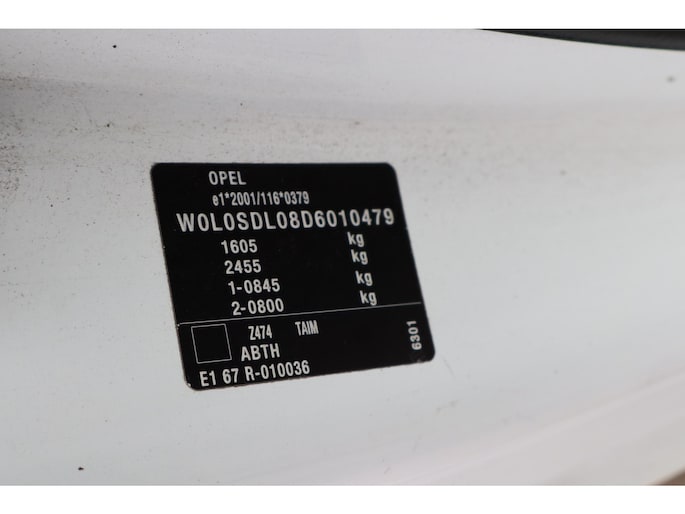 OPEL
e1*2001/116*0379
W0L0SDL08D6010479
1605 kg
2455 kg
1-0845 kg
2-0800 kg
Z474 TAIM
ABTH
E1 67 R-010036
6301